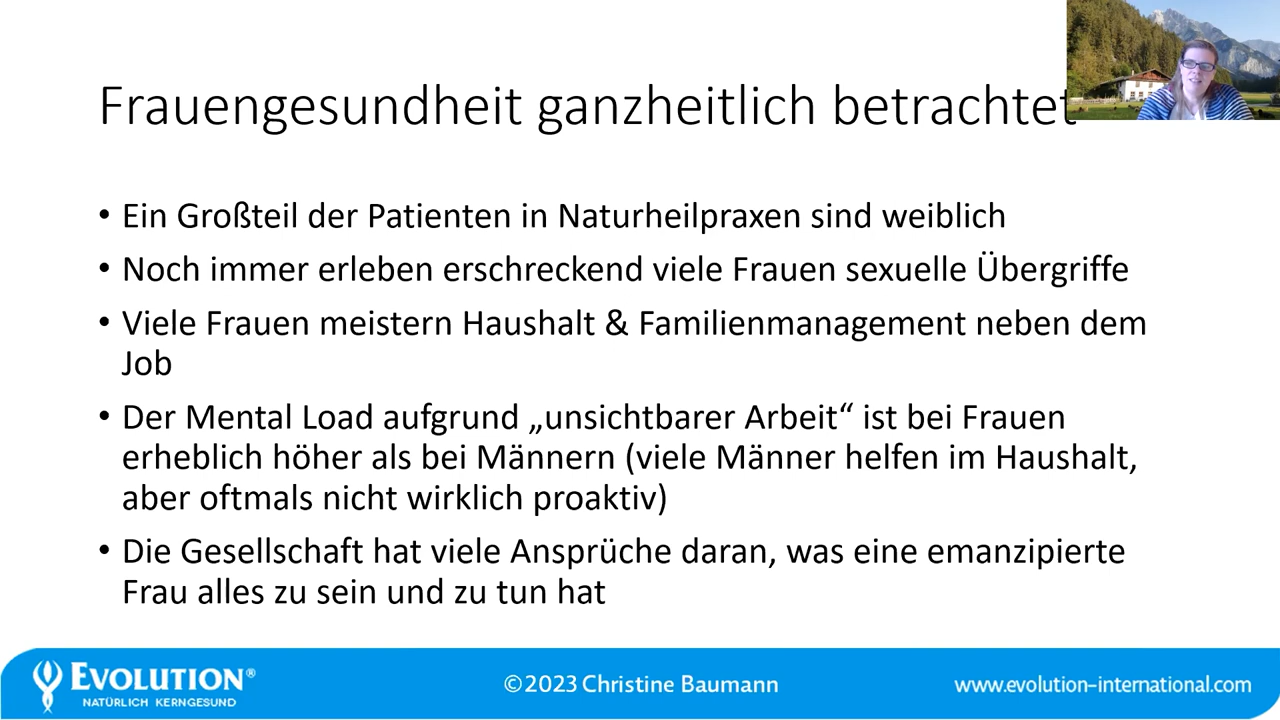 Frauengesundheit ganzheitlich betrachtet
• Ein Großteil der Patienten in Naturheilpraxen sind weiblich
• Noch immer erleben erschreckend viele Frauen sexuelle Übergriffe
• Viele Frauen meistern Haushalt & Familienmanagement neben dem
Job
• Der Mental Load aufgrund „unsichtbarer Arbeit“ ist bei Frauen
erheblich höher als bei Männern (viele Männer helfen im Haushalt,
aber oftmals nicht wirklich proaktiv)
• Die Gesellschaft hat viele Ansprüche daran, was eine emanzipierte
Frau alles zu sein und zu tun hat
EVOLUTION®
NATÜRLICH KERNGESUND
©2023 Christine Baumann
www.evolution-international.com